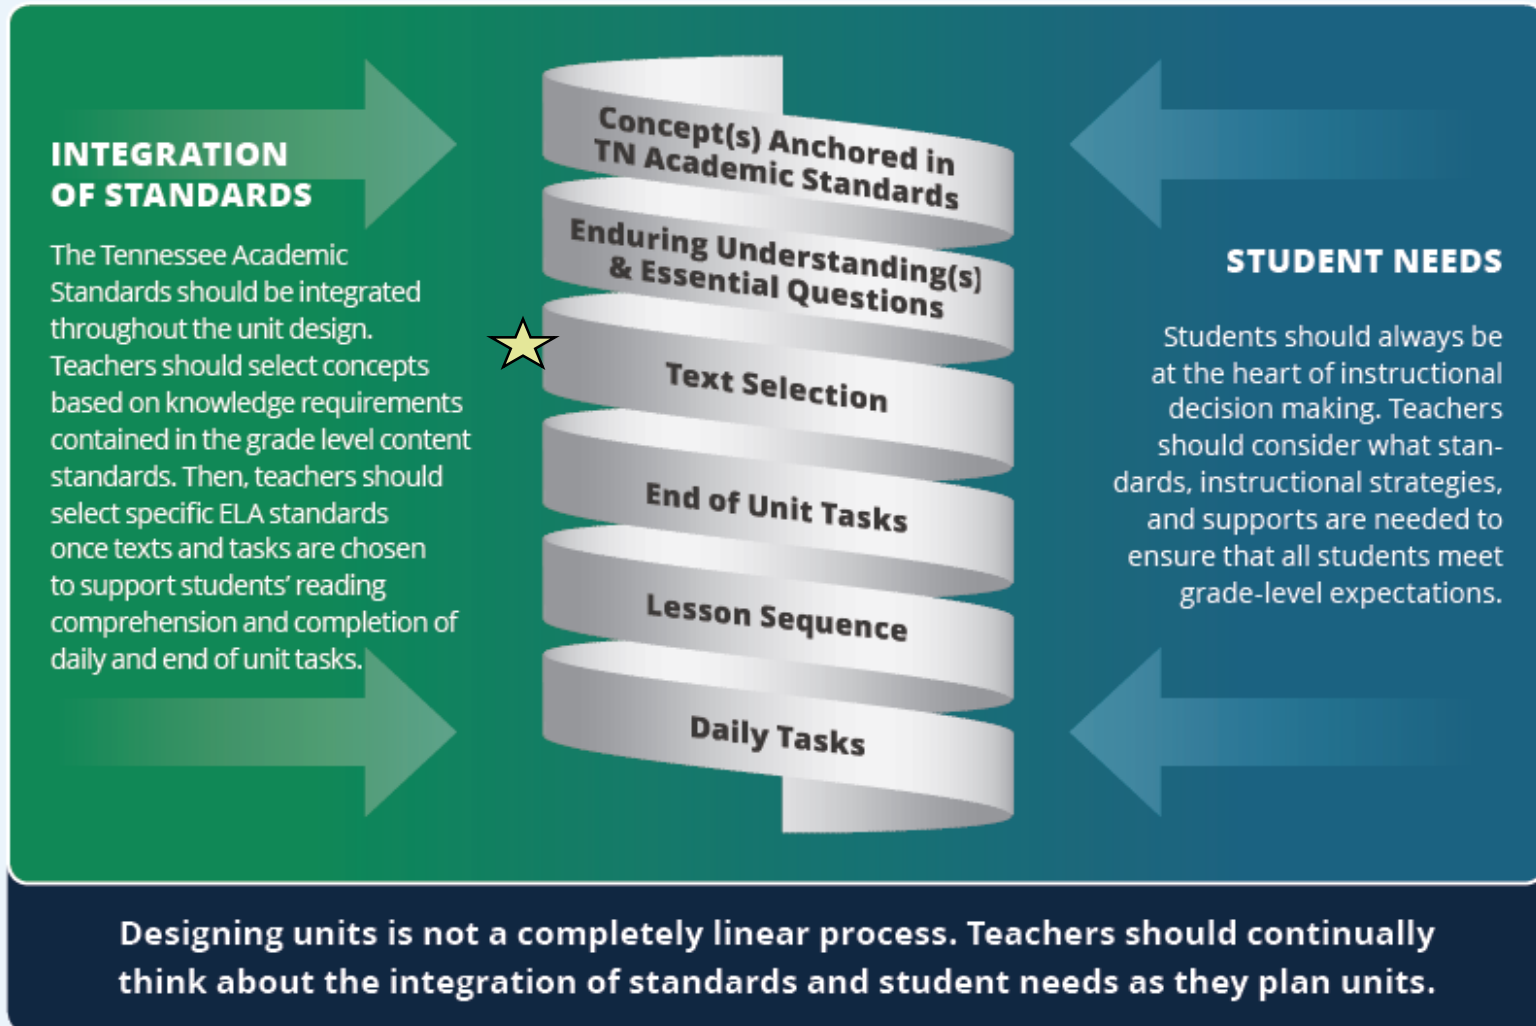 INTEGRATION
OF STANDARDS
The Tennessee Academic
Standards should be integrated
throughout the unit design.
Teachers should select concepts
based on knowledge requirements
contained in the grade level content
standards. Then, teachers should
select specific ELA standards
once texts and tasks are chosen
to support students’ reading
comprehension and completion of
daily and end of unit tasks.
Concept(s) Anchored in
TN Academic Standards
Enduring Understanding(s)
& Essential Questions
Text Selection
End of Unit Tasks
Lesson Sequence
Daily Tasks
STUDENT NEEDS
Students should always be
at the heart of instructional
decision making. Teachers
should consider what stan-
dards, instructional strategies,
and supports are needed to
ensure that all students meet
grade-level expectations.
Designing units is not a completely linear process. Teachers should continually
think about the integration of standards and student needs as they plan units.